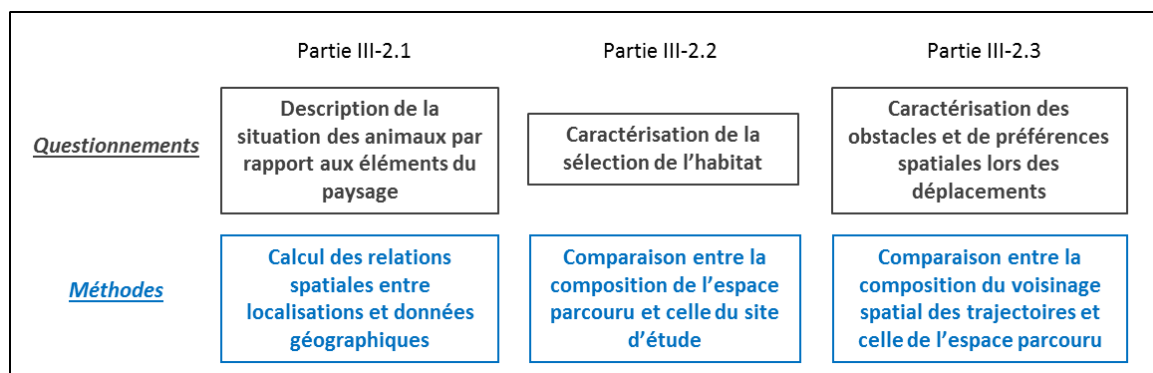 Partie III-2.1
Partie III-2.2
Partie III-2.3
Questionnements
Description de la
situation des animaux par
rapport aux éléments du
paysage
Caractérisation de la
sélection de l’habitat
Caractérisation des
obstacles et de préférences
spatiales lors des
déplacements
Méthodes
Calcul des relations
spatiales entre
localisations et données
géographiques
Comparaison entre la
composition de l’espace
parcouru et celle du site
d’étude
Comparaison entre la
composition du voisinage
spatial des trajectoires et
celle de l’espace parcouru